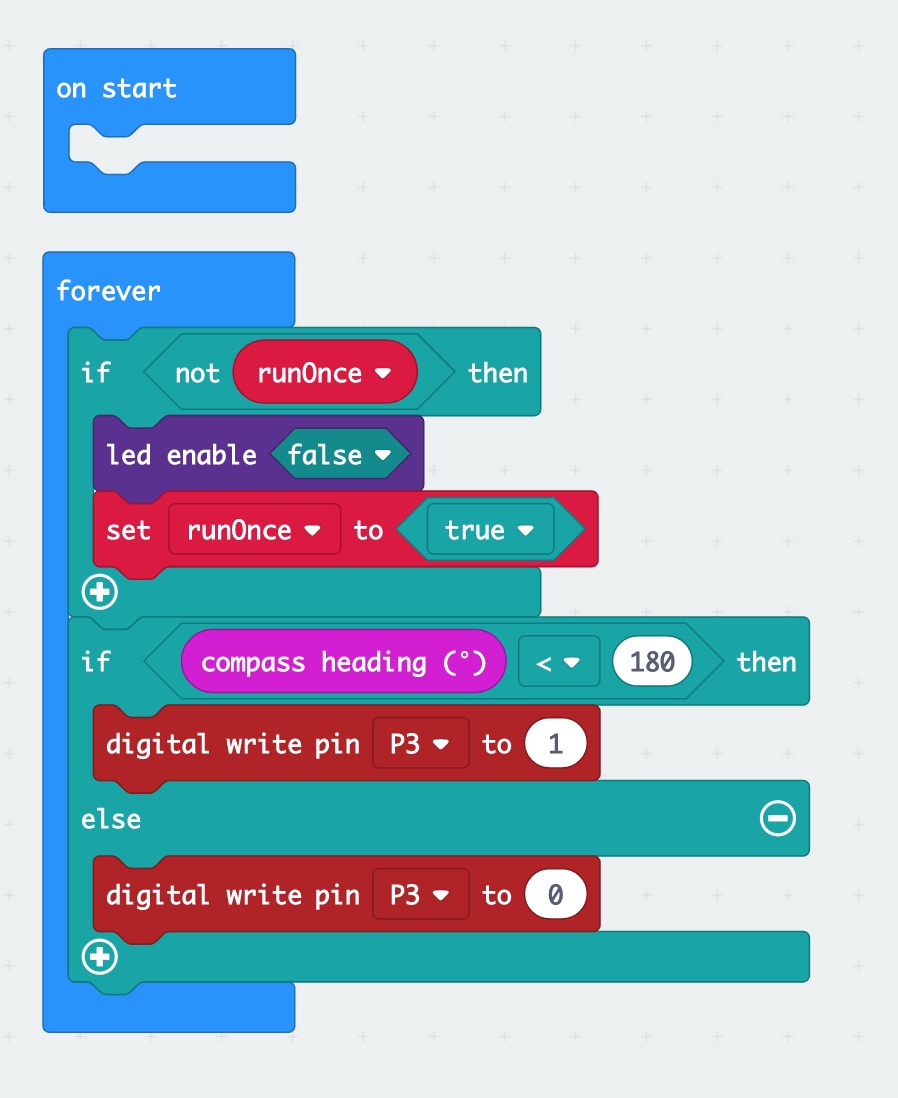 on start
forever
if not runOnce then
led enable false
set runOnce to true
if compass heading (°) < 180 then
digital write pin P3 to 1
else
digital write pin P3 to 0